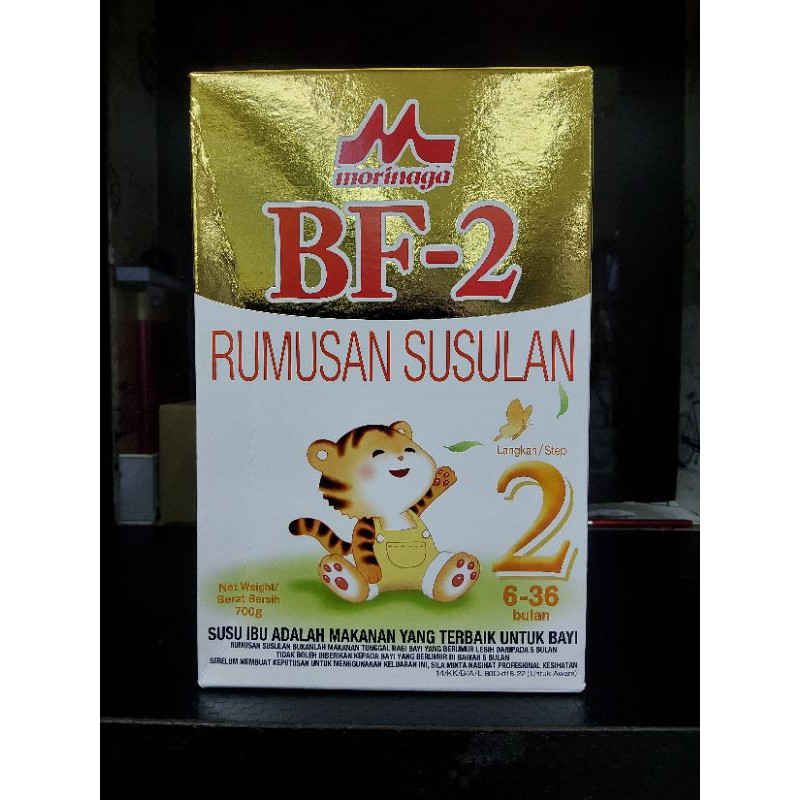 morinaga
BF-2
RUMUSAN SUSULAN
Langkah/Step
2
6-36
bulan
Net Weight/
Berat Bersih
700g
SUSU IBU ADALAH MAKANAN YANG TERBAIK UNTUK BAYI
RUMUSAN SUSULAN BUKANLAH MAKANAN TUNGGAL BAGI BAYI YANG BERUMUR LEBIH DARIPADA 6 BULAN
TIDAK BOLEH DIBERIKAN KEPADA BAYI YANG BERUMUR DI BAWAH 6 BULAN
SEBELUM MEMBUAT KEPUTUSAN UNTUK MENGGUNAKAN KELUARAN INI, SILA MINTA NASIHAT PROFESIONAL KESIHATAN
(Untuk Awam)